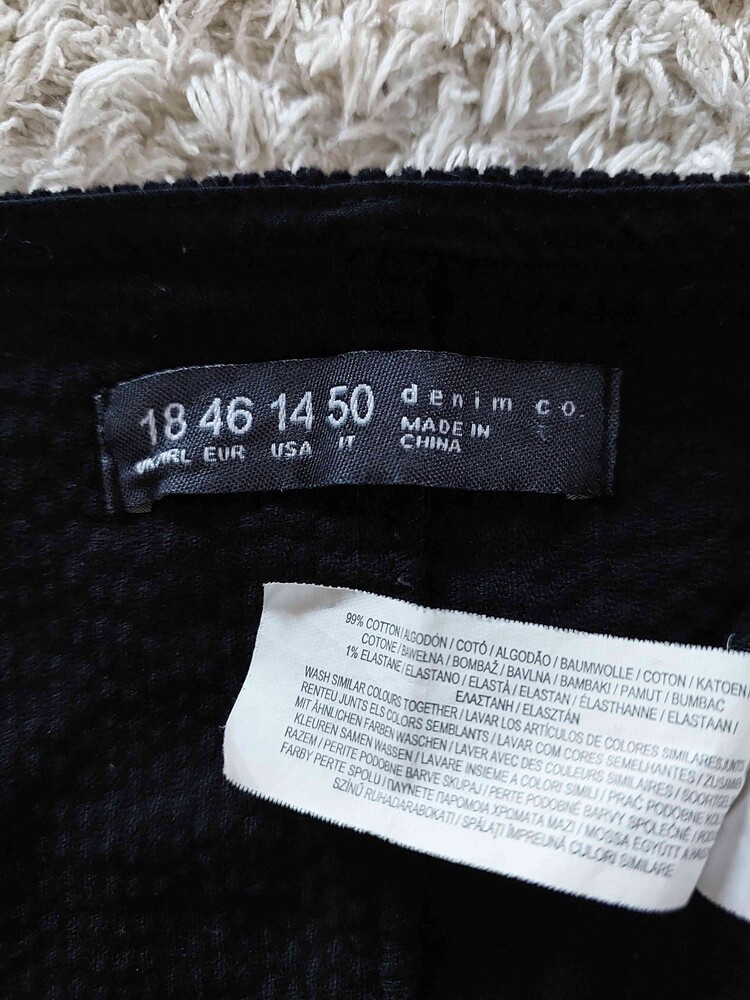 18 46 14 50 denim co.
UK/IRL EUR USA IT MADE IN
CHINA
99% COTTON / ALGODÓN / COTÓ / ALGODÃO / BAUMWOLLE / COTON / KATOEN
COTONE / BAWEŁNA / BOMBAŽ / BAVLNA / BAMBAKI / PAMUT / BUMBAC
1% ELASTANE / ELASTANO / ELASTÀ / ELASTAN / ÉLASTHANNE / ELASTAAN /
ΕΛΑΣΤΑΝΗ / ELASZTÁN
WASH SIMILAR COLOURS TOGETHER / LAVAR LOS ARTÍCULOS DE COLORES SIMILARES JUNTOS
RENTEU JUNTS ELS COLORS SEMBLANTS / LAVAR COM CORES SEMELHANTES / ZUSAMMEN
MIT ÄHNLICHEN FARBEN WASCHEN / LAVER AVEC DES COULEURS SIMILAIRES / SOORTGEL
KLEUREN SAMEN WASSEN / LAVARE INSIEME A COLORI SIMILI / PRAĆ PODOBNE KOL
RAZEM / PERITE PODOBNE BARVE SKUPAJ / PERTE PODOBNÉ BARVY SPOLEČNĚ /
FARBY PERTE SPOLU / ΠΛΥΝΕΤΕ ΠΑΡΟΜΟΙΑ ΧΡΩΜΑΤΑ ΜΑΖΙ / MOSSA EGYÜTT A HA
SZÍNŰ RUHADARABOKAT / SPĂLAȚI ÎMPREUNĂ CULORI SIMILARE